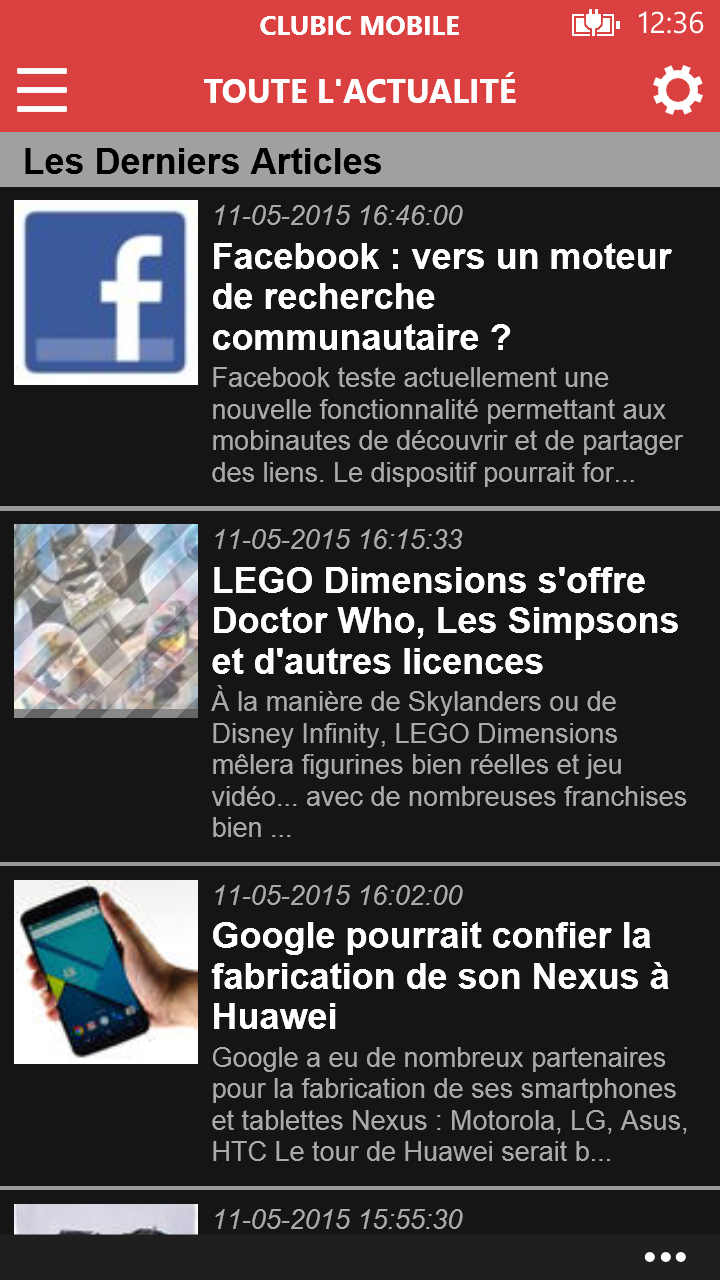 CLUBIC MOBILE
12:36
TOUTE L'ACTUALITÉ
Les Derniers Articles
11-05-2015 16:46:00
Facebook : vers un moteur
de recherche
communautaire ?
Facebook teste actuellement une
nouvelle fonctionnalité permettant aux
mobinautes de découvrir et de partager
des liens. Le dispositif pourrait for...
11-05-2015 16:15:33
LEGO Dimensions s'offre
Doctor Who, Les Simpsons
et d'autres licences
À la manière de Skylanders ou de
Disney Infinity, LEGO Dimensions
mêlera figurines bien réelles et jeu
vidéo... avec de nombreuses franchises
bien ...
11-05-2015 16:02:00
Google pourrait confier la
fabrication de son Nexus à
Huawei
Google a eu de nombreux partenaires
pour la fabrication de ses smartphones
et tablettes Nexus : Motorola, LG, Asus,
HTC Le tour de Huawei serait b...
11-05-2015 15:55:30